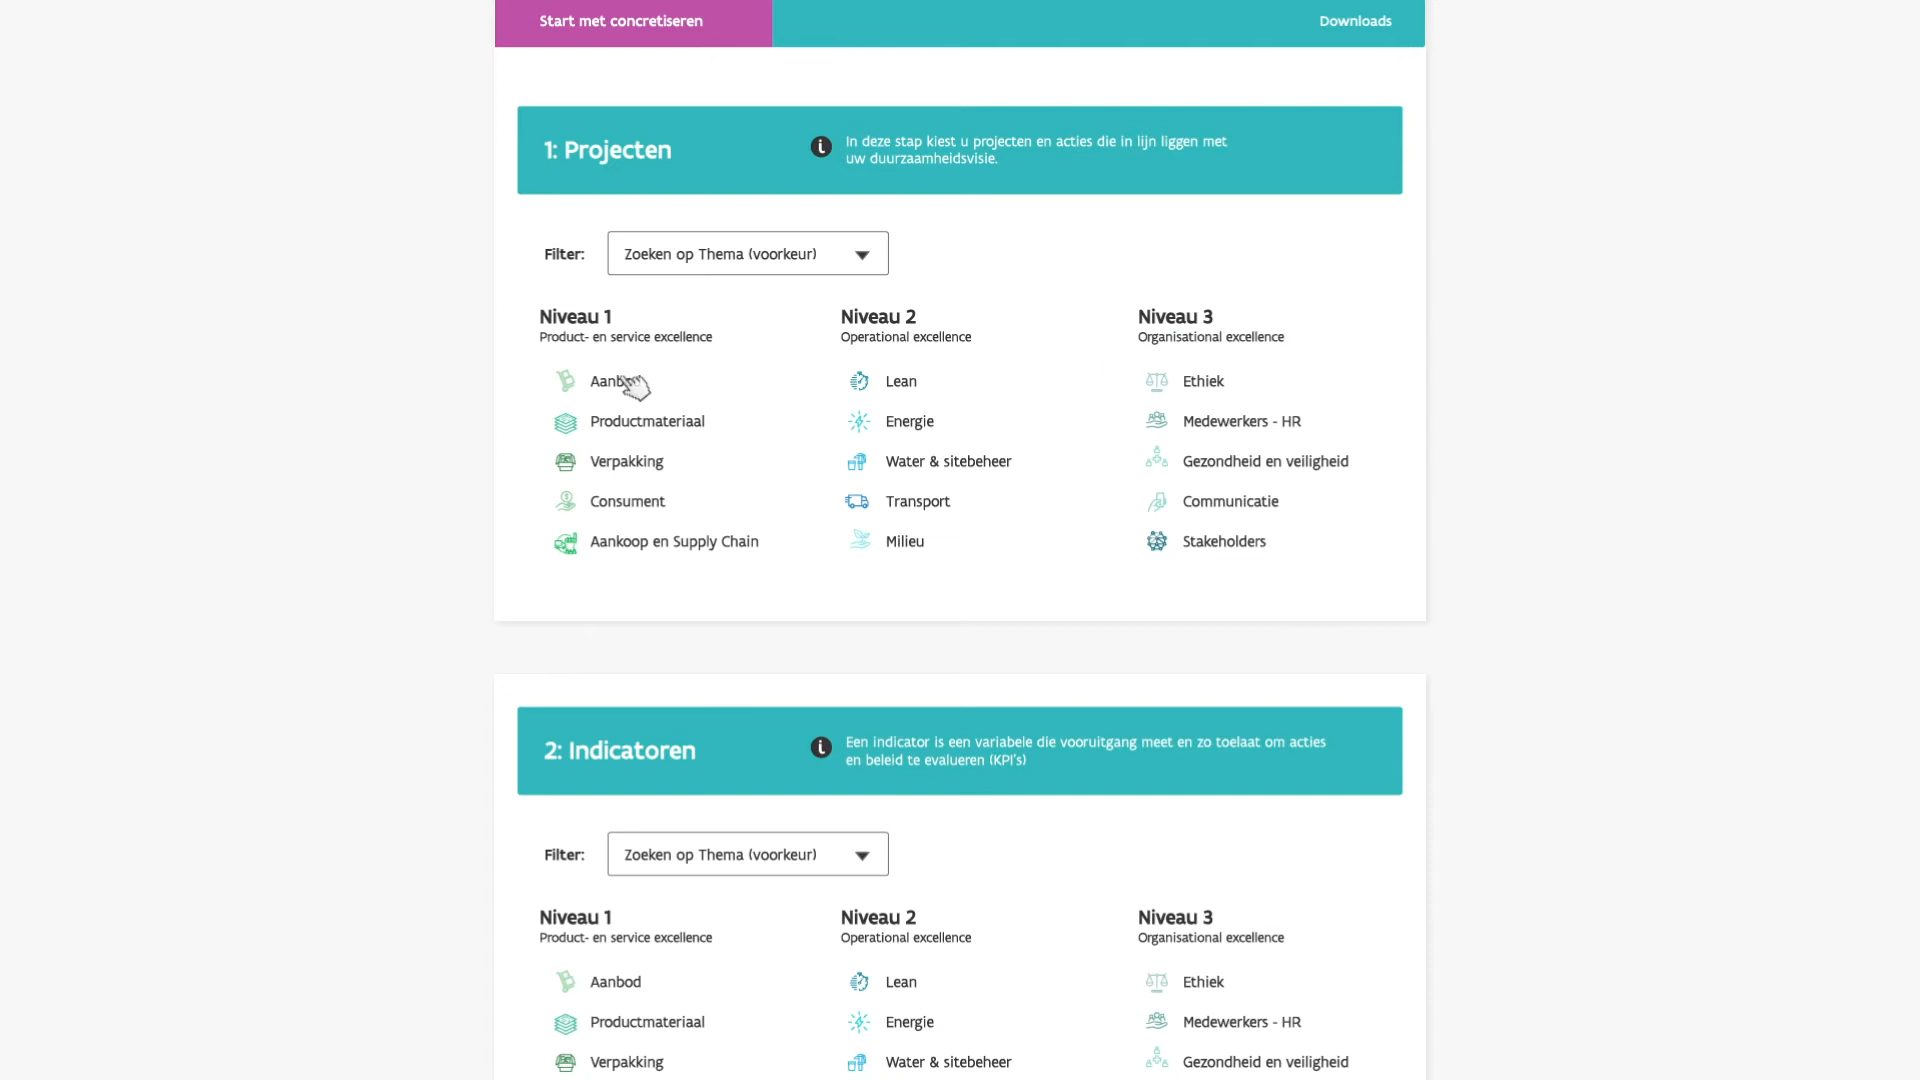 Start met concretiseren
Downloads
1: Projecten
In deze stap kiest u projecten en acties die in lijn liggen met
uw duurzaamheidsvisie.
Filter:
Zoeken op Thema (voorkeur)
Niveau 1
Product- en service excellence
Productmateriaal
Verpakking
Consument
Aankoop en Supply Chain
Niveau 2
Operational excellence
Lean
Energie
Water & sitebeheer
Transport
Milieu
Niveau 3
Organisational excellence
Ethiek
Medewerkers - HR
Gezondheid en veiligheid
Communicatie
Stakeholders
2: Indicatoren
Een indicator is een variabele die vooruitgang meet en zo toelaat om acties
en beleid te evalueren (KPI's)
Filter:
Zoeken op Thema (voorkeur)
Niveau 1
Product- en service excellence
Aanbod
Productmateriaal
Verpakking
Niveau 2
Operational excellence
Lean
Energie
Water & sitebeheer
Niveau 3
Organisational excellence
Ethiek
Medewerkers - HR
Gezondheid en veiligheid